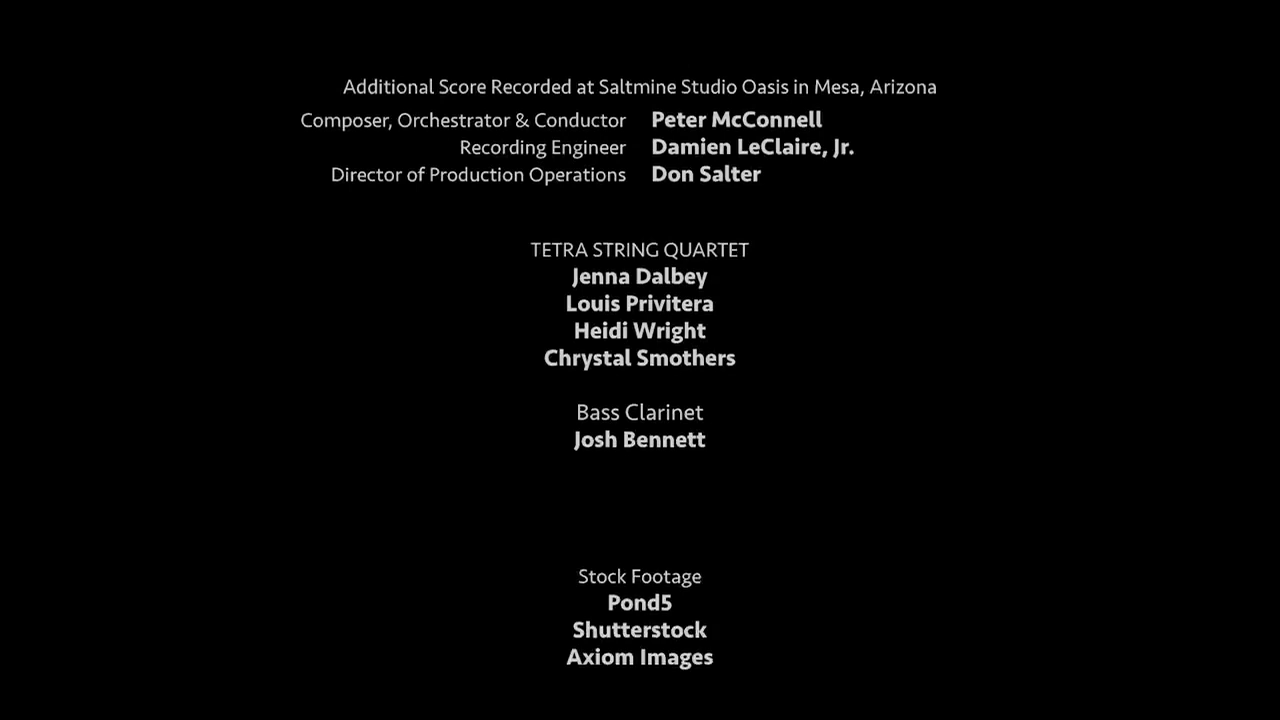 Additional Score Recorded at Saltmine Studio Oasis in Mesa, Arizona
Composer, Orchestrator & Conductor Peter McConnell
Recording Engineer Damien LeClaire, Jr.
Director of Production Operations Don Salter
TETRA STRING QUARTET
Jenna Dalbey
Louis Privitera
Heidi Wright
Chrystal Smothers
Bass Clarinet
Josh Bennett
Stock Footage
Pond5
Shutterstock
Axiom Images